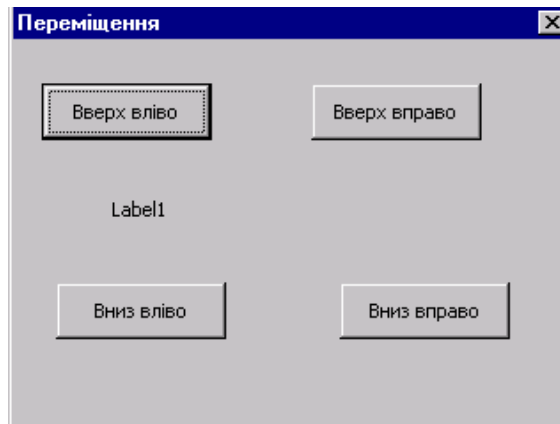 Переміщення
Вверх вліво
Вверх вправо
Label1
Вниз вліво
Вниз вправо